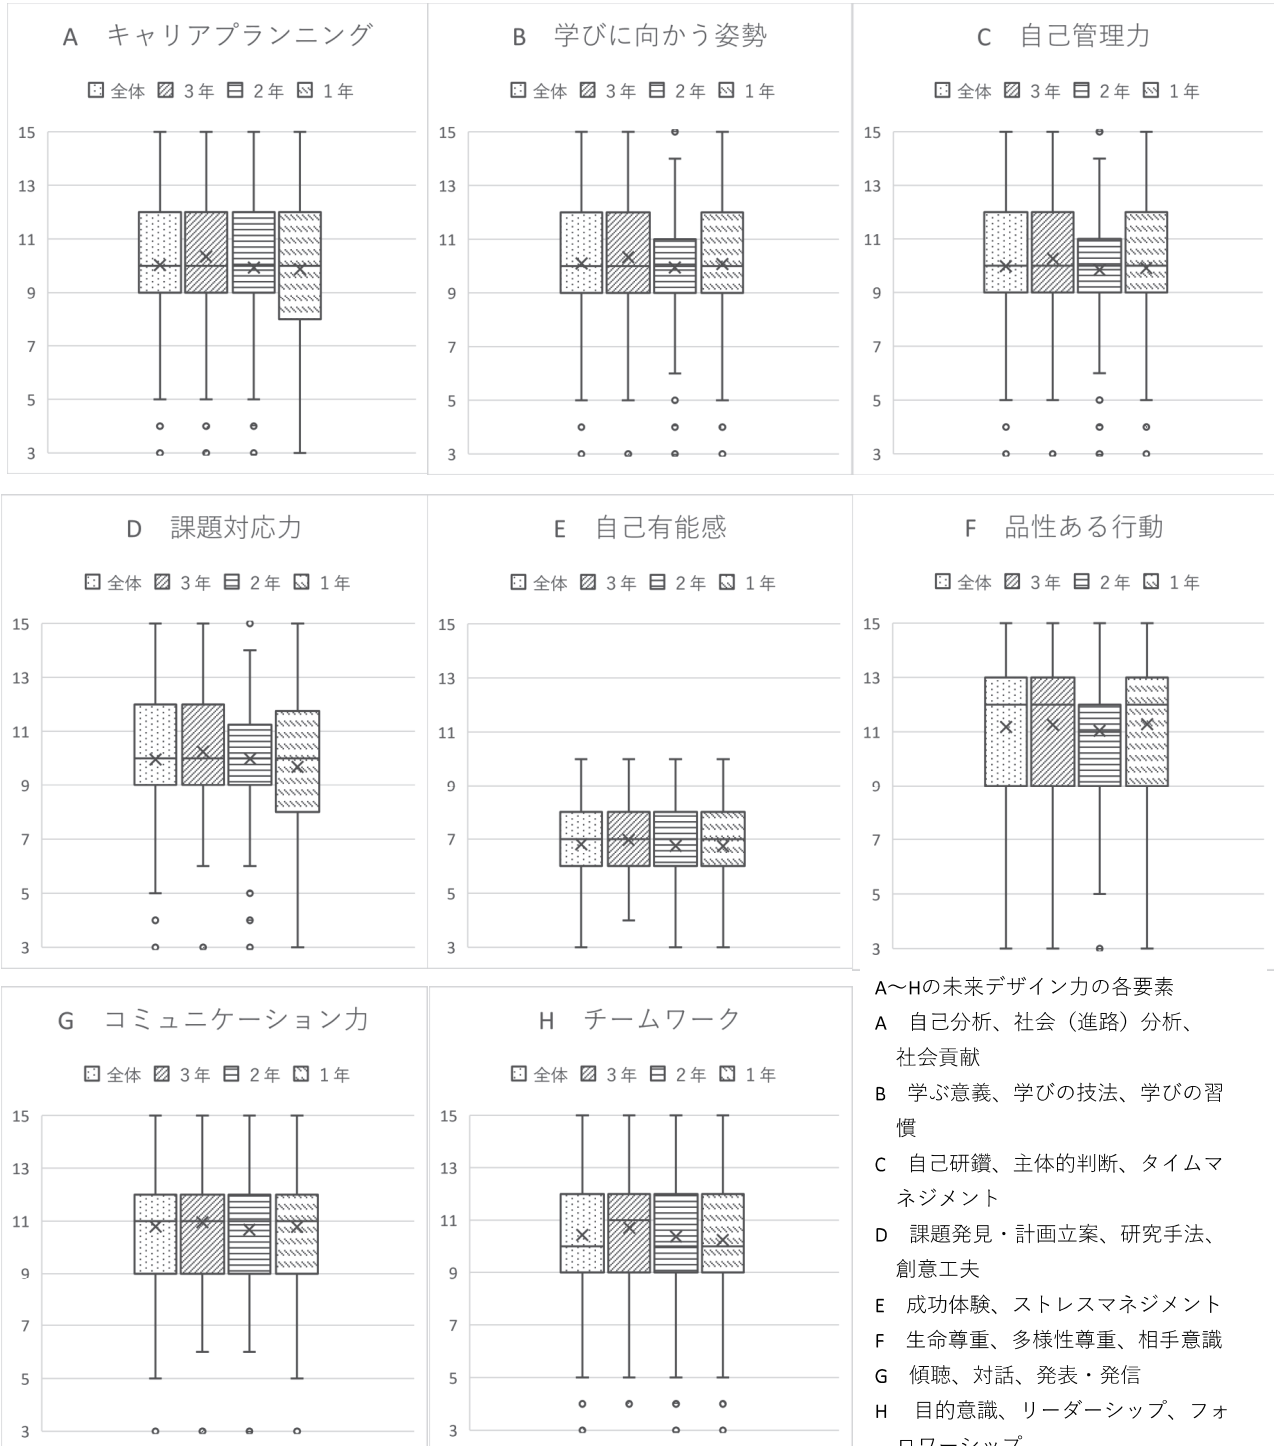 A　キャリアプランニング
全体 3年 2年 1年
15
13
11
9
7
5
3
B　学びに向かう姿勢
全体 3年 2年 1年
15
13
11
9
7
5
3
C　自己管理力
全体 3年 2年 1年
15
13
11
9
7
5
3
D　課題対応力
全体 3年 2年 1年
15
13
11
9
7
5
3
E　自己有能感
全体 3年 2年 1年
15
13
11
9
7
5
3
F　品性ある行動
全体 3年 2年 1年
15
13
11
9
7
5
3
G　コミュニケーション力
全体 3年 2年 1年
15
13
11
9
7
5
3
H　チームワーク
全体 3年 2年 1年
15
13
11
9
7
5
3
A～Hの未来デザイン力の各要素
A　自己分析、社会（進路）分析、
社会貢献
B　学ぶ意義、学びの技法、学びの習
慣
C　自己研鑽、主体的判断、タイムマ
ネジメント
D　課題発見・計画立案、研究手法、
創意工夫
E　成功体験、ストレスマネジメント
F　生命尊重、多様性尊重、相手意識
G　傾聴、対話、発表・発信
H　目的意識、リーダーシップ、フォ
ロワーシップ